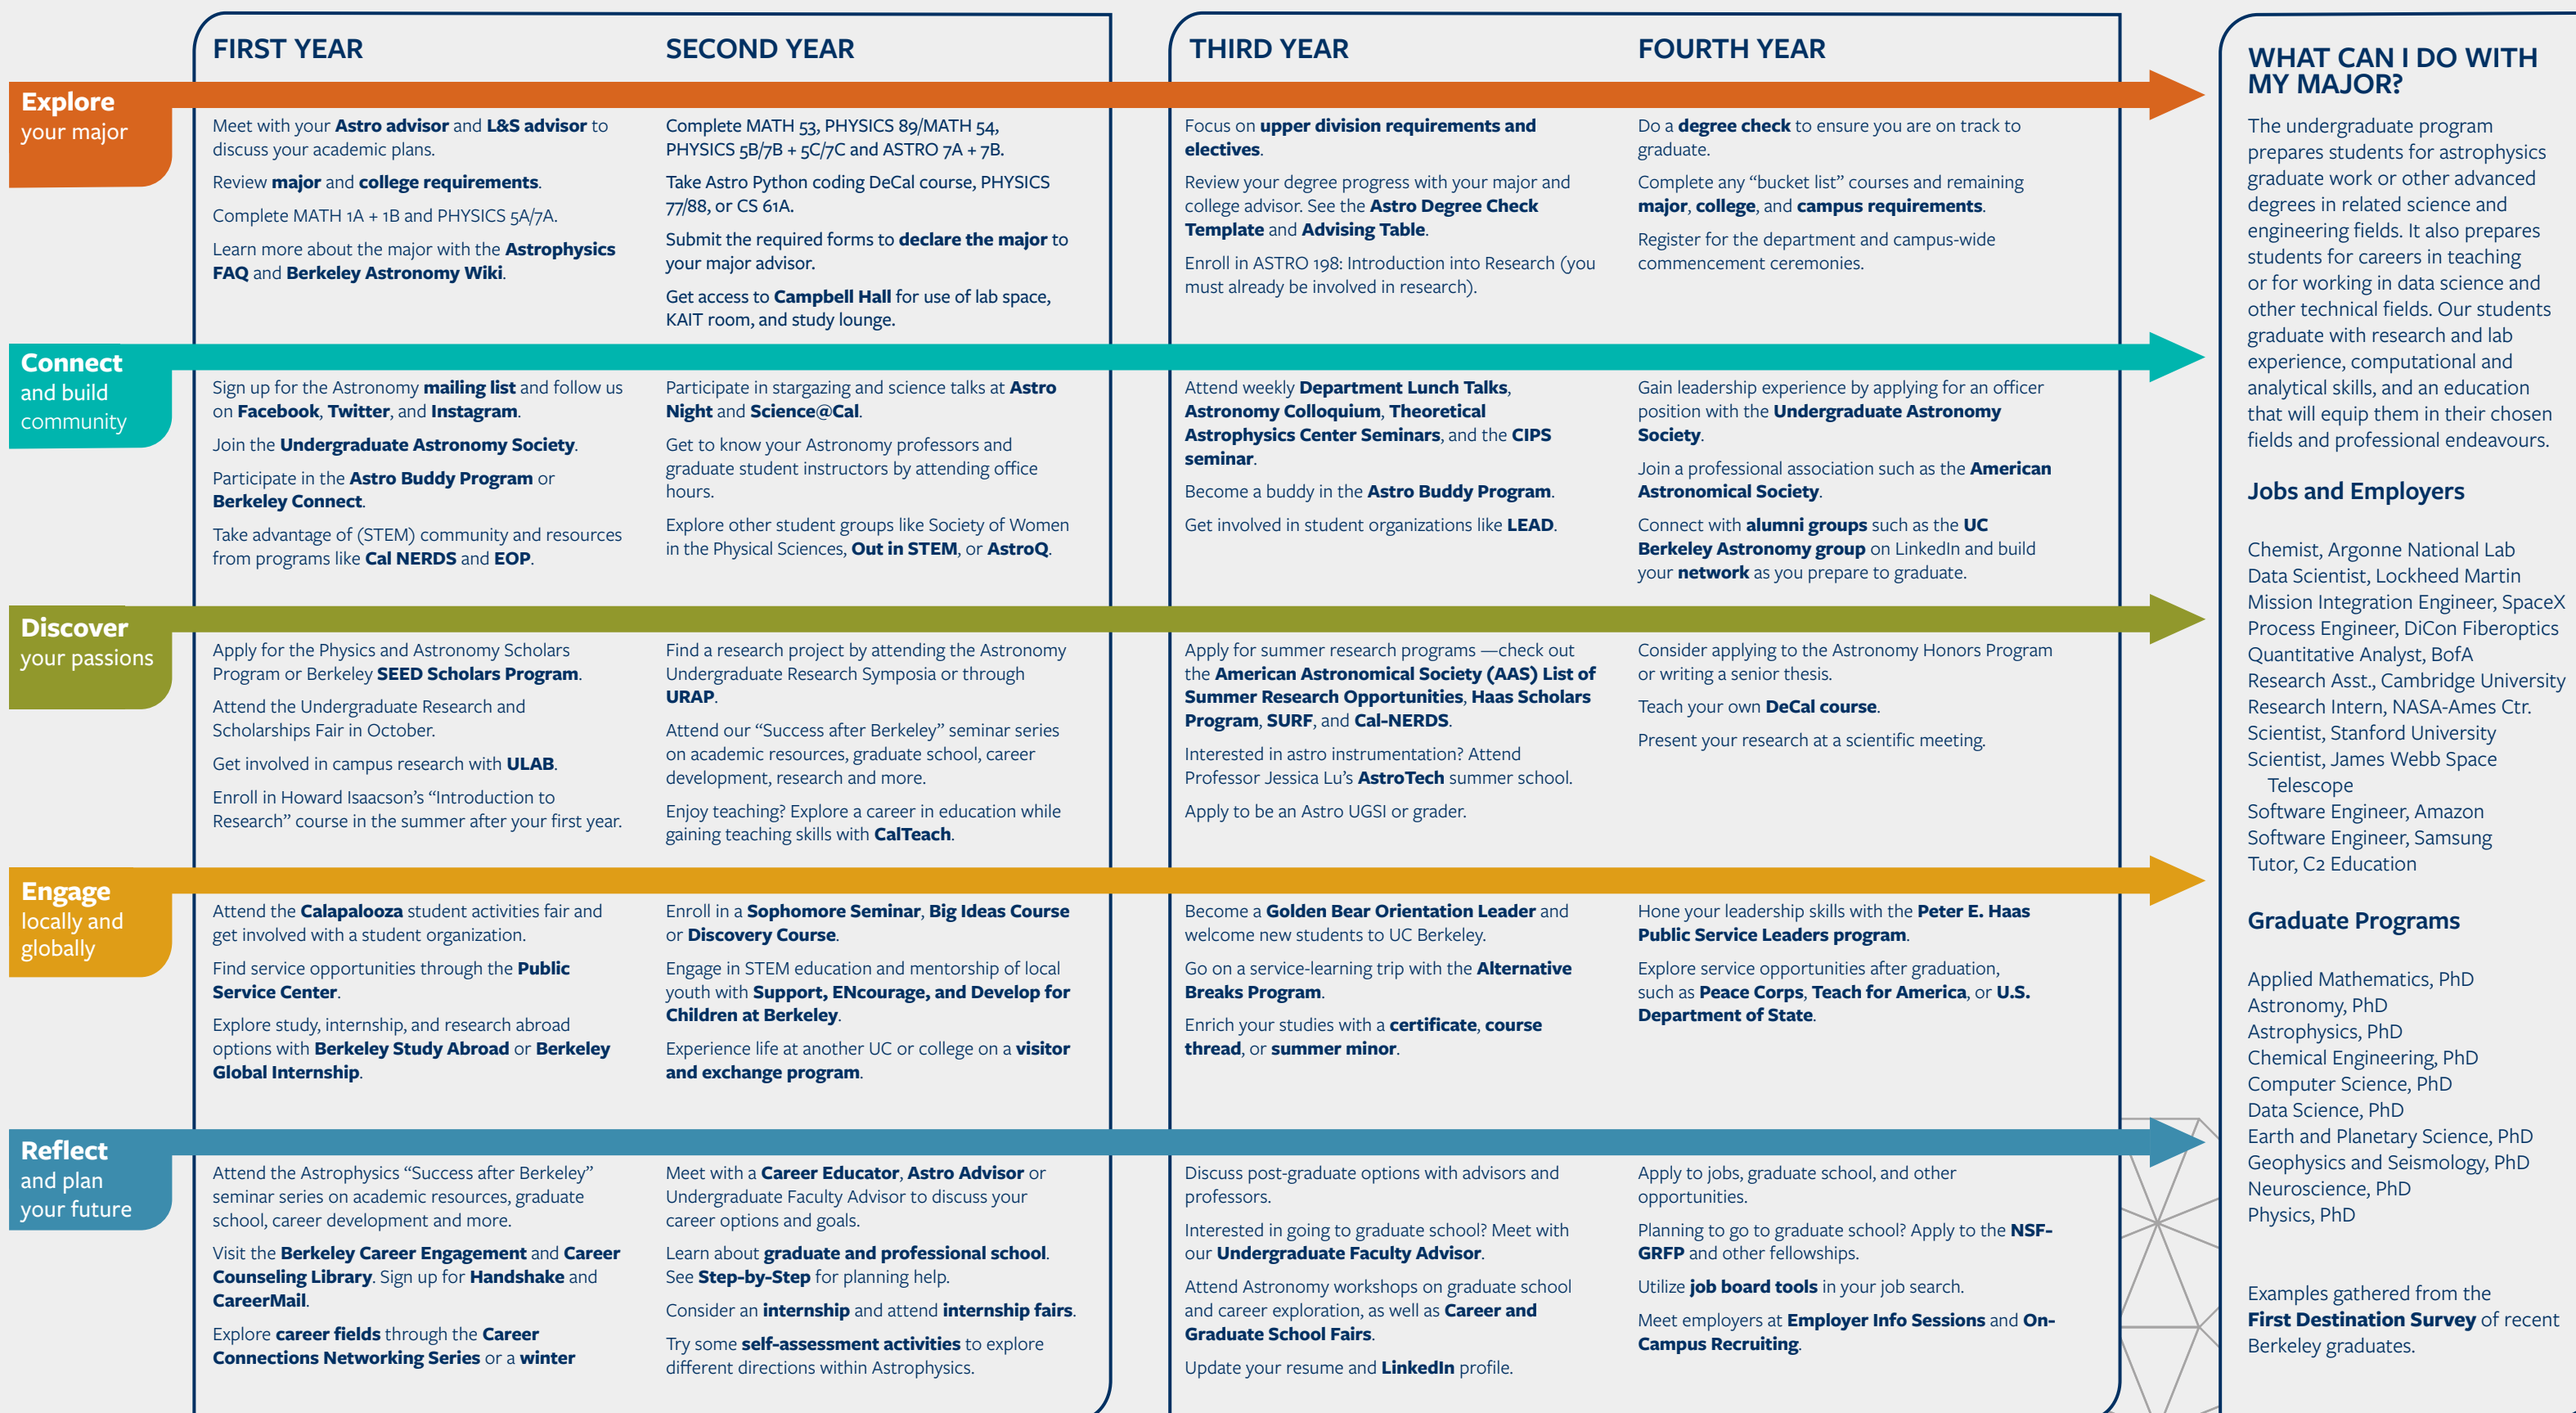 FIRST YEAR
SECOND YEAR
THIRD YEAR
FOURTH YEAR
Explore
your major
Meet with your Astro advisor and L&S advisor to
discuss your academic plans.
Review major and college requirements.
Complete MATH 1A + 1B and PHYSICS 5A/7A.
Learn more about the major with the Astrophysics
FAQ and Berkeley Astronomy Wiki.
Complete MATH 53, PHYSICS 89/MATH 54,
PHYSICS 5B/7B + 5C/7C and ASTRO 7A + 7B.
Take Astro Python coding DeCal course, PHYSICS
77/88, or CS 61A.
Submit the required forms to declare the major to
your major advisor.
Get access to Campbell Hall for use of lab space,
KAIT room, and study lounge.
Focus on upper division requirements and
electives.
Review your degree progress with your major and
college advisor. See the Astro Degree Check
Template and Advising Table.
Enroll in ASTRO 198: Introduction into Research (you
must already be involved in research).
Do a degree check to ensure you are on track to
graduate.
Complete any “bucket list” courses and remaining
major, college, and campus requirements.
Register for the department and campus-wide
commencement ceremonies.
Connect
and build
community
Sign up for the Astronomy mailing list and follow us
on Facebook, Twitter, and Instagram.
Join the Undergraduate Astronomy Society.
Participate in the Astro Buddy Program or
Berkeley Connect.
Take advantage of (STEM) community and resources
from programs like Cal NERDS and EOP.
Participate in stargazing and science talks at Astro
Night and Science@Cal.
Get to know your Astronomy professors and
graduate student instructors by attending office
hours.
Explore other student groups like Society of Women
in the Physical Sciences, Out in STEM, or AstroQ.
Attend weekly Department Lunch Talks,
Astronomy Colloquium, Theoretical
Astrophysics Center Seminars, and the CIPS
seminar.
Become a buddy in the Astro Buddy Program.
Get involved in student organizations like LEAD.
Gain leadership experience by applying for an officer
position with the Undergraduate Astronomy
Society.
Join a professional association such as the American
Astronomical Society.
Connect with alumni groups such as the UC
Berkeley Astronomy group on LinkedIn and build
your network as you prepare to graduate.
Discover
your passions
Apply for the Physics and Astronomy Scholars
Program or Berkeley SEED Scholars Program.
Attend the Undergraduate Research and
Scholarships Fair in October.
Get involved in campus research with ULAB.
Enroll in Howard Isaacson’s “Introduction to
Research” course in the summer after your first year.
Find a research project by attending the Astronomy
Undergraduate Research Symposia or through
URAP.
Attend our “Success after Berkeley” seminar series
on academic resources, graduate school, career
development, research and more.
Enjoy teaching? Explore a career in education while
gaining teaching skills with CalTeach.
Apply for summer research programs —check out
the American Astronomical Society (AAS) List of
Summer Research Opportunities, Haas Scholars
Program, SURF, and Cal-NERDS.
Interested in astro instrumentation? Attend
Professor Jessica Lu’s AstroTech summer school.
Apply to be an Astro UGSI or grader.
Consider applying to the Astronomy Honors Program
or writing a senior thesis.
Teach your own DeCal course.
Present your research at a scientific meeting.
Engage
locally and
globally
Attend the Calapalooza student activities fair and
get involved with a student organization.
Find service opportunities through the Public
Service Center.
Explore study, internship, and research abroad
options with Berkeley Study Abroad or Berkeley
Global Internship.
Enroll in a Sophomore Seminar, Big Ideas Course
or Discovery Course.
Engage in STEM education and mentorship of local
youth with Support, ENcourage, and Develop for
Children at Berkeley.
Experience life at another UC or college on a visitor
and exchange program.
Become a Golden Bear Orientation Leader and
welcome new students to UC Berkeley.
Go on a service-learning trip with the Alternative
Breaks Program.
Enrich your studies with a certificate, course
thread, or summer minor.
Hone your leadership skills with the Peter E. Haas
Public Service Leaders program.
Explore service opportunities after graduation,
such as Peace Corps, Teach for America, or U.S.
Department of State.
Reflect
and plan
your future
Attend the Astrophysics “Success after Berkeley”
seminar series on academic resources, graduate
school, career development and more.
Visit the Berkeley Career Engagement and Career
Counseling Library. Sign up for Handshake and
CareerMail.
Explore career fields through the Career
Connections Networking Series or a winter
Meet with a Career Educator, Astro Advisor or
Undergraduate Faculty Advisor to discuss your
career options and goals.
Learn about graduate and professional school.
See Step-by-Step for planning help.
Consider an internship and attend internship fairs.
Try some self-assessment activities to explore
different directions within Astrophysics.
Discuss post-graduate options with advisors and
professors.
Interested in going to graduate school? Meet with
our Undergraduate Faculty Advisor.
Attend Astronomy workshops on graduate school
and career exploration, as well as Career and
Graduate School Fairs.
Update your resume and LinkedIn profile.
Apply to jobs, graduate school, and other
opportunities.
Planning to go to graduate school? Apply to the NSF-
GRFP and other fellowships.
Utilize job board tools in your job search.
Meet employers at Employer Info Sessions and On-
Campus Recruiting.
WHAT CAN I DO WITH
MY MAJOR?
The undergraduate program
prepares students for astrophysics
graduate work or other advanced
degrees in related science and
engineering fields. It also prepares
students for careers in teaching
or for working in data science and
other technical fields. Our students
graduate with research and lab
experience, computational and
analytical skills, and an education
that will equip them in their chosen
fields and professional endeavours.
Jobs and Employers
Chemist, Argonne National Lab
Data Scientist, Lockheed Martin
Mission Integration Engineer, SpaceX
Process Engineer, DiCon Fiberoptics
Quantitative Analyst, BofA
Research Asst., Cambridge University
Research Intern, NASA-Ames Ctr.
Scientist, Stanford University
Scientist, James Webb Space
Telescope
Software Engineer, Amazon
Software Engineer, Samsung
Tutor, C2 Education
Graduate Programs
Applied Mathematics, PhD
Astronomy, PhD
Astrophysics, PhD
Chemical Engineering, PhD
Computer Science, PhD
Data Science, PhD
Earth and Planetary Science, PhD
Geophysics and Seismology, PhD
Neuroscience, PhD
Physics, PhD
Examples gathered from the
First Destination Survey of recent
Berkeley graduates.